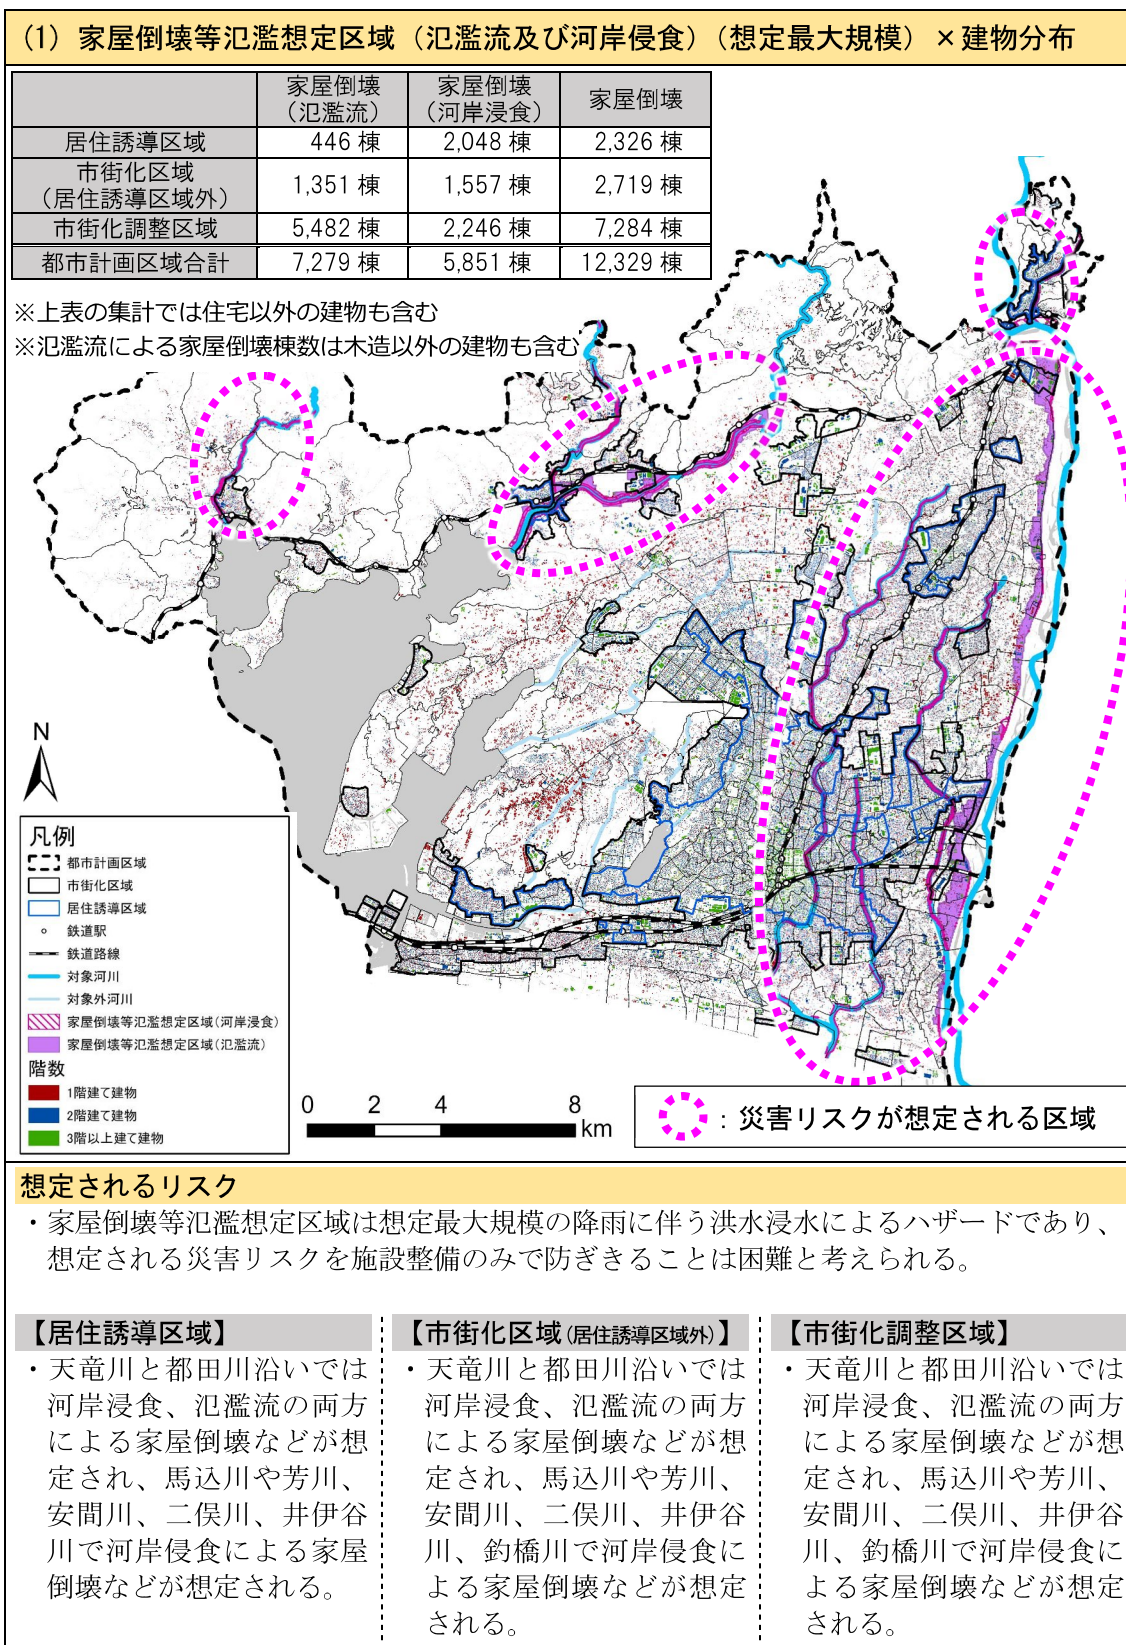 (1) 家屋倒壊等氾濫想定区域（氾濫流及び河岸侵食）（想定最大規模）×建物分布
家屋倒壊（氾濫流） 家屋倒壊（河岸浸食） 家屋倒壊
居住誘導区域 446 棟 2,048 棟 2,326 棟
市街化区域（居住誘導区域外） 1,351 棟 1,557 棟 2,719 棟
市街化調整区域 5,482 棟 2,246 棟 7,284 棟
都市計画区域合計 7,279 棟 5,851 棟 12,329 棟
※上表の集計では住宅以外の建物も含む
※氾濫流による家屋倒壊棟数は木造以外の建物も含む
N
凡例
都市計画区域
市街化区域
居住誘導区域
鉄道駅
鉄道路線
対象河川
対象外河川
家屋倒壊等氾濫想定区域(河岸浸食)
家屋倒壊等氾濫想定区域(氾濫流)
階数
1階建て建物
2階建て建物
3階以上建て建物
0 2 4 8
km
：災害リスクが想定される区域
想定されるリスク
・家屋倒壊等氾濫想定区域は想定最大規模の降雨に伴う洪水浸水によるハザードであり、
想定される災害リスクを施設整備のみで防ぎきることは困難と考えられる。
【居住誘導区域】
・天竜川と都田川沿いでは
河岸浸食、氾濫流の両方
による家屋倒壊などが想
定され、馬込川や芳川、
安間川、二俣川、井伊谷
川で河岸侵食による家屋
倒壊などが想定される。
【市街化区域(居住誘導区域外)】
・天竜川と都田川沿いでは
河岸浸食、氾濫流の両方
による家屋倒壊などが想
定され、馬込川や芳川、
安間川、二俣川、井伊谷
川、釣橋川で河岸侵食に
よる家屋倒壊などが想定
される。
【市街化調整区域】
・天竜川と都田川沿いでは
河岸浸食、氾濫流の両方
による家屋倒壊などが想
定され、馬込川や芳川、
安間川、二俣川、井伊谷
川、釣橋川で河岸侵食に
よる家屋倒壊などが想定
される。